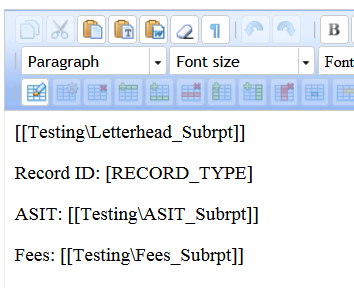 B
Paragraph Font size Font
[[Testing\Letterhead_Subrpt]]
Record ID: [RECORD_TYPE]
ASIT: [[Testing\ASIT_Subrpt]]
Fees: [[Testing\Fees_Subrpt]]